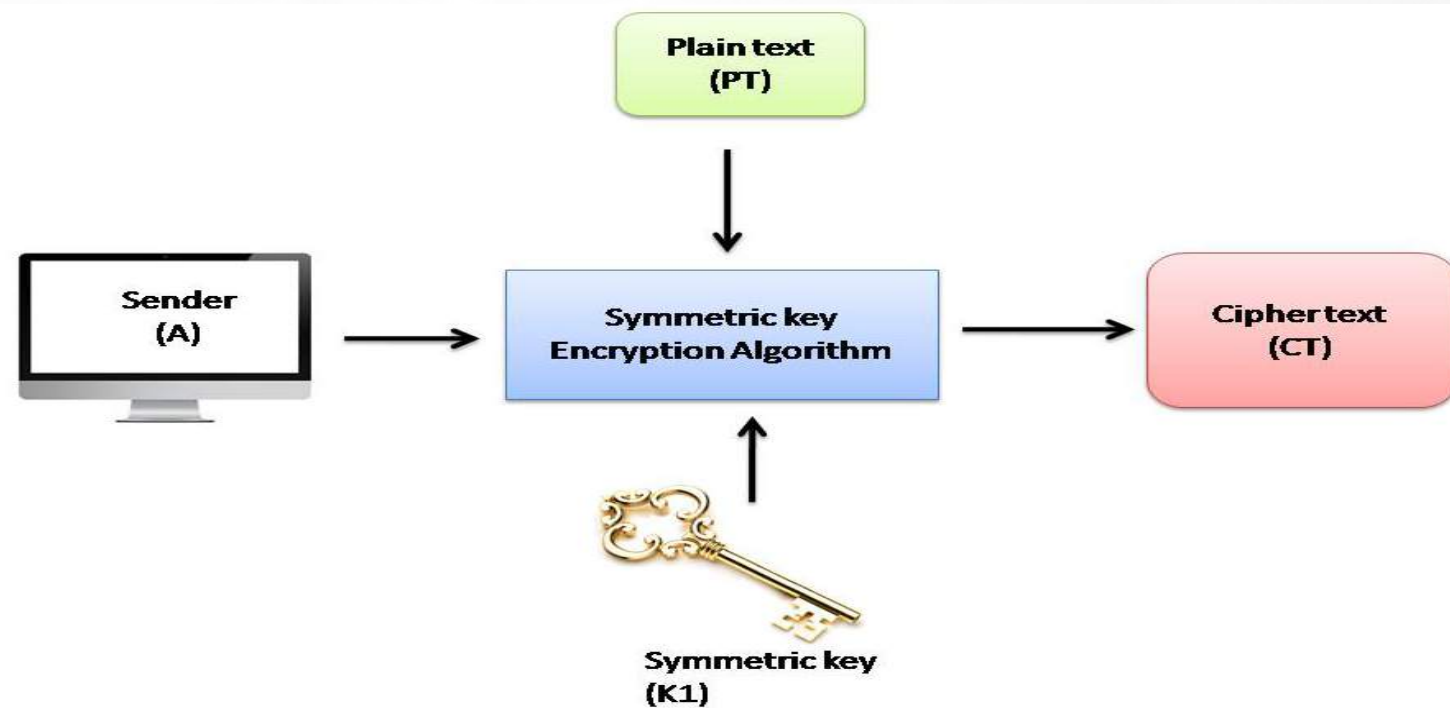 Plain text
(PT)
Sender
(A)
Symmetric key
Encryption Algorithm
Cipher text
(CT)
Symmetric key
(K1)